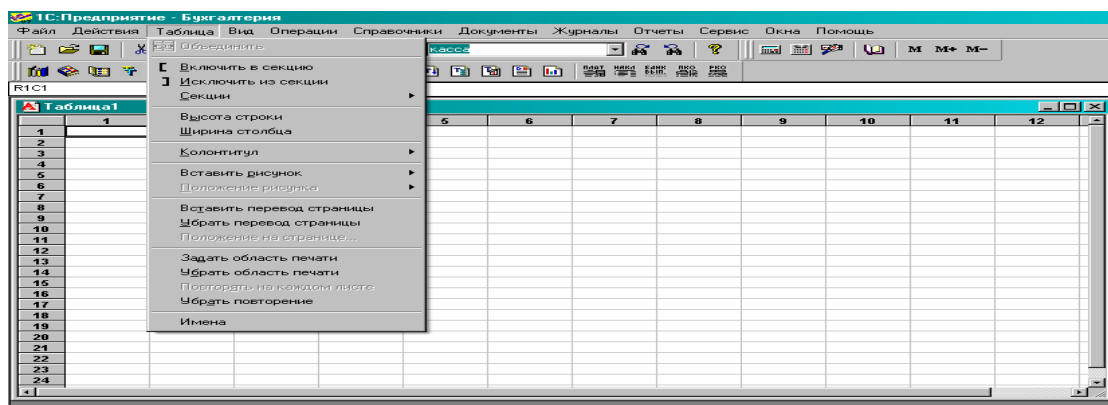 1С:Предприятие - Бухгалтерия
Файл Действия Таблица Вид Операции Справочники Документы Журналы Отчеты Сервис Окна Помощь
касса
М М+ М-
R1C1
Таблица1
Объединить
Включить в секцию
Исключить из секции
Секции
Высота строки
Ширина столбца
Колонтитул
Вставить рисунок
Положение рисунка
Вставить перевод страницы
Убрать перевод страницы
Положение на странице...
Задать область печати
Убрать область печати
Повторять на каждом листе
Убрать повторение
Имена
1 5 6 7 8 9 10 11 12
1
2
3
4
5
6
7
8
9
10
11
12
13
14
15
16
17
18
19
20
21
22
23
24